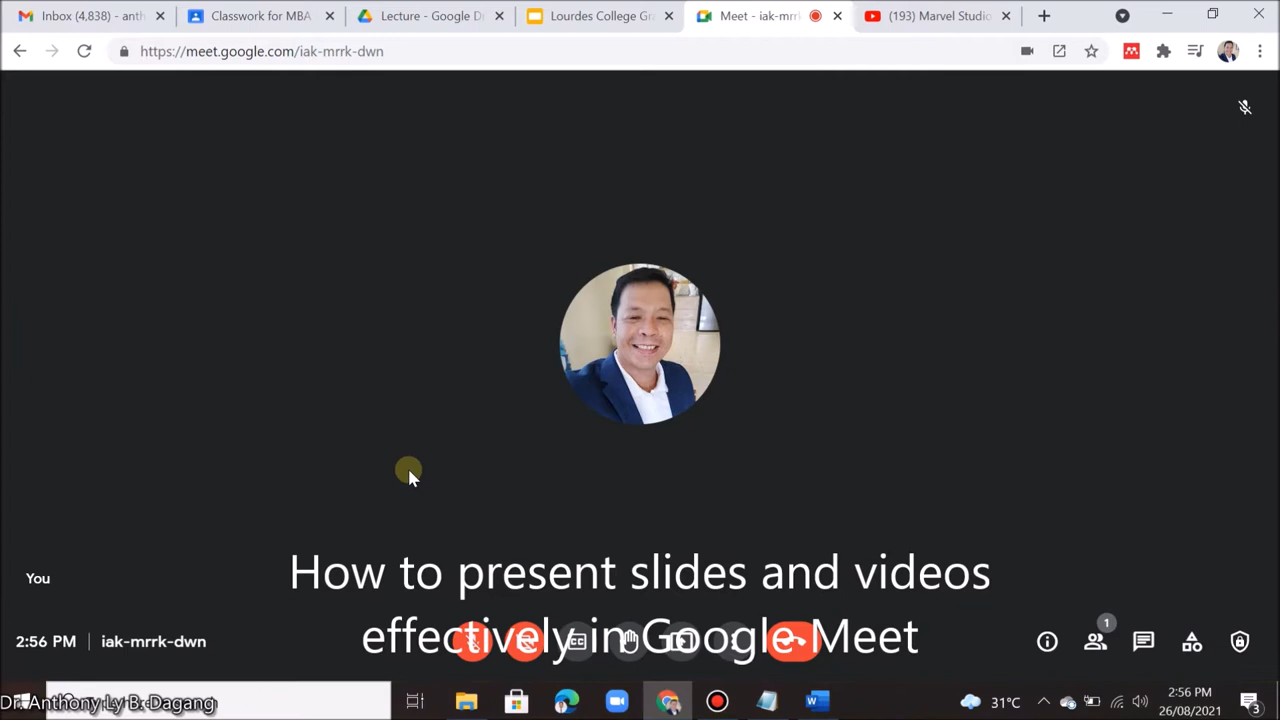 Inbox (4,838) - anth
Classwork for MBA
Lecture - Google Dr
Lourdes College Gr
Meet - iak-mrrk
(193) Marvel Studio
https://meet.google.com/iak-mrrk-dwn
You
How to present slides and videos
effectively in Google Meet
1
2:56 PM | iak-mrrk-dwn
Dr. Anthony Ly B. Dagang
31°C
2:56 PM
26/08/2021
3